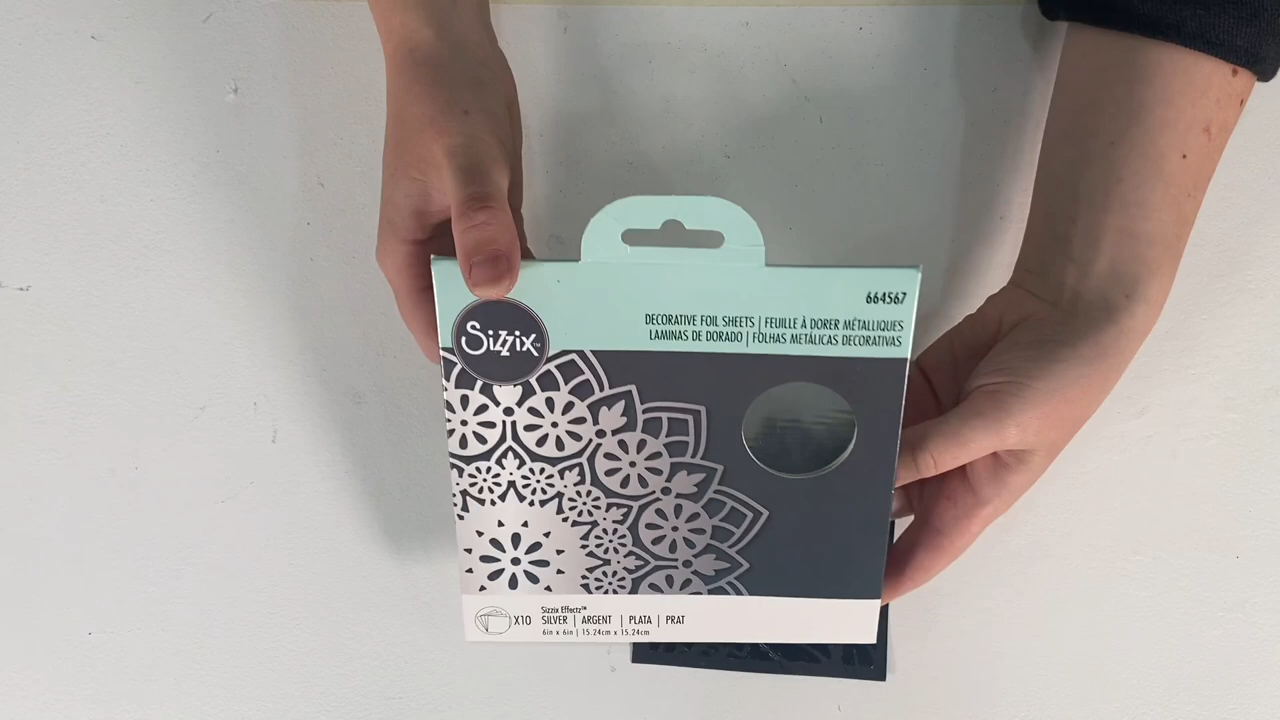 664567
DECORATIVE FOIL SHEETS | FEUILLE À DORER MÉTALLIQUES
LAMINAS DE DORADO | FOLHAS METÁLICAS DECORATIVAS
Sizzix™
Sizzix Effectz™
X10 SILVER | ARGENT | PLATA | PRAT
6in x 6in | 15.24cm x 15.24cm